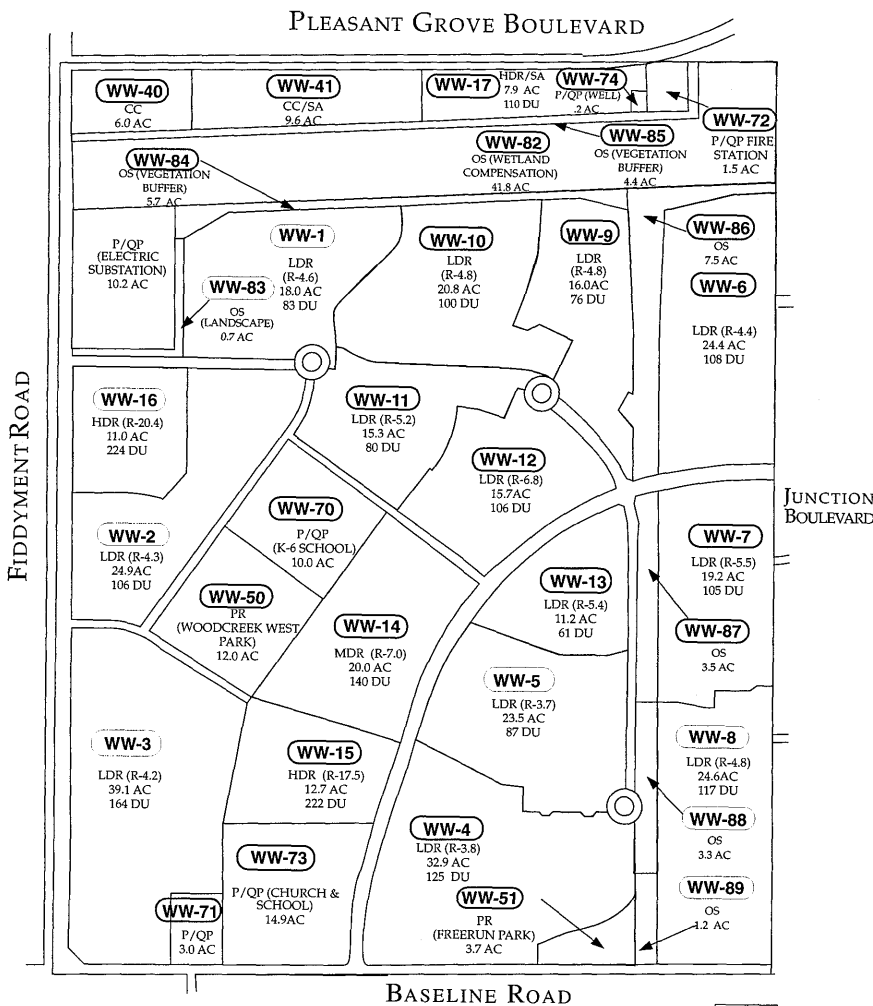 PLEASANT GROVE BOULEVARD
WW-40
CC
6.0 AC
WW-41
CC/SA
9.6 AC
WW-17
HDR/SA
7.9 AC
110 DU
WW-74
P/QP (WELL)
.2 AC
WW-72
P/QP FIRE
STATION
1.5 AC
WW-84
OS (VEGETATION
BUFFER)
5.7 AC
WW-82
OS (WETLAND
COMPENSATION)
41.8 AC
WW-85
OS (VEGETATION
BUFFER)
4.4 AC
P/QP
(ELECTRIC
SUBSTATION)
10.2 AC
WW-1
LDR
(R-4.6)
18.0 AC
83 DU
WW-83
OS
(LANDSCAPE)
0.7 AC
WW-10
LDR
(R-4.8)
20.8 AC
100 DU
WW-9
LDR
(R-4.8)
16.0AC
76 DU
WW-86
OS
7.5 AC
WW-6
LDR (R-4.4)
24.4 AC
108 DU
FIDDYMENT ROAD
WW-16
HDR (R-20.4)
11.0 AC
224 DU
WW-11
LDR (R-5.2)
15.3 AC
80 DU
WW-12
LDR (R-6.8)
15.7AC
106 DU
JUNCTION
BOULEVARD
WW-2
LDR (R-4.3)
24.9AC
106 DU
WW-70
P/QP
(K-6 SCHOOL)
10.0 AC
WW-7
LDR (R-5.5)
19.2 AC
105 DU
WW-50
PR
(WOODCREEK WEST
PARK)
12.0 AC
WW-14
MDR (R-7.0)
20.0 AC
140 DU
WW-13
LDR (R-5.4)
11.2 AC
61 DU
WW-87
OS
3.5 AC
WW-5
LDR (R-3.7)
23.5 AC
87 DU
WW-3
LDR (R-4.2)
39.1 AC
164 DU
WW-15
HDR (R-17.5)
12.7 AC
222 DU
WW-8
LDR (R-4.8)
24.6AC
117 DU
WW-88
OS
3.3 AC
WW-4
LDR (R-3.8)
32.9 AC
125 DU
WW-73
P/QP (CHURCH &
SCHOOL)
14.9AC
WW-71
P/QP
3.0 AC
WW-51
PR
(FREERUN PARK)
3.7 AC
WW-89
OS
1.2 AC
BASELINE ROAD